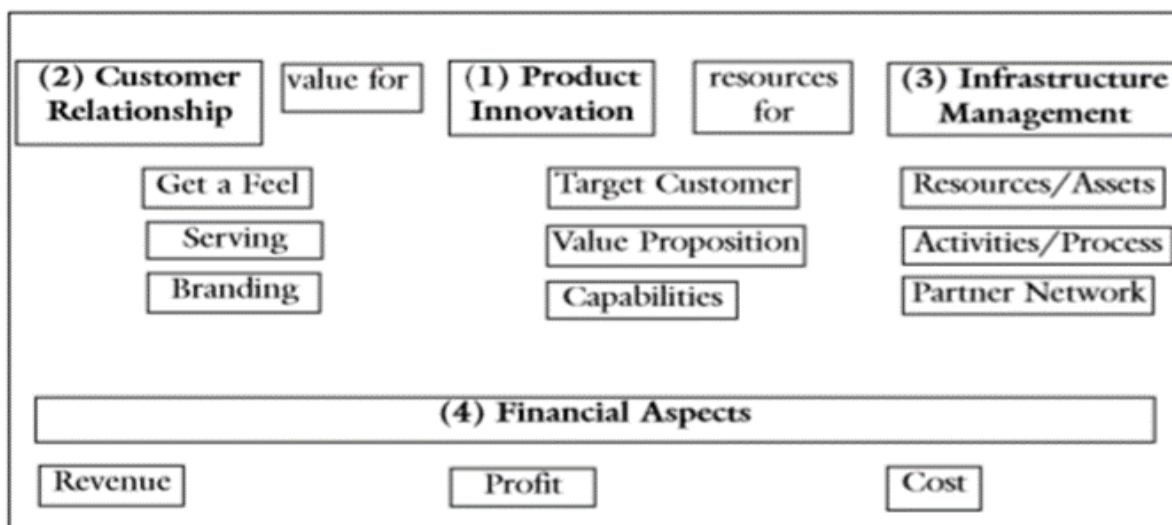 (2) Customer
Relationship
value for
(1) Product
Innovation
resources
for
(3) Infrastructure
Management
Get a Feel
Target Customer
Resources/Assets
Serving
Value Proposition
Activities/Process
Branding
Capabilities
Partner Network
(4) Financial Aspects
Revenue
Profit
Cost